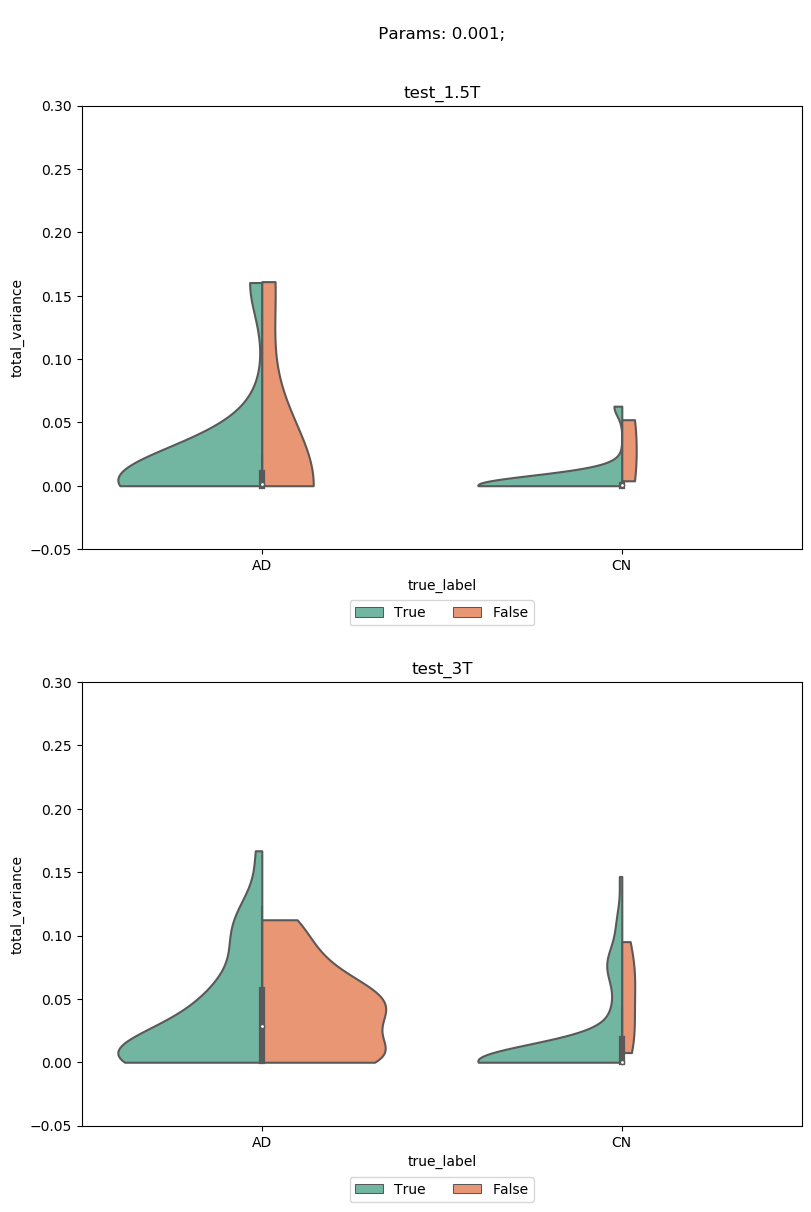 Params: 0.001;
test_1.5T
0.30
0.25
0.20
0.15
0.10
0.05
0.00
−0.05
total_variance
AD CN
true_label
True False
test_3T
0.30
0.25
0.20
0.15
0.10
0.05
0.00
−0.05
total_variance
AD CN
true_label
True False